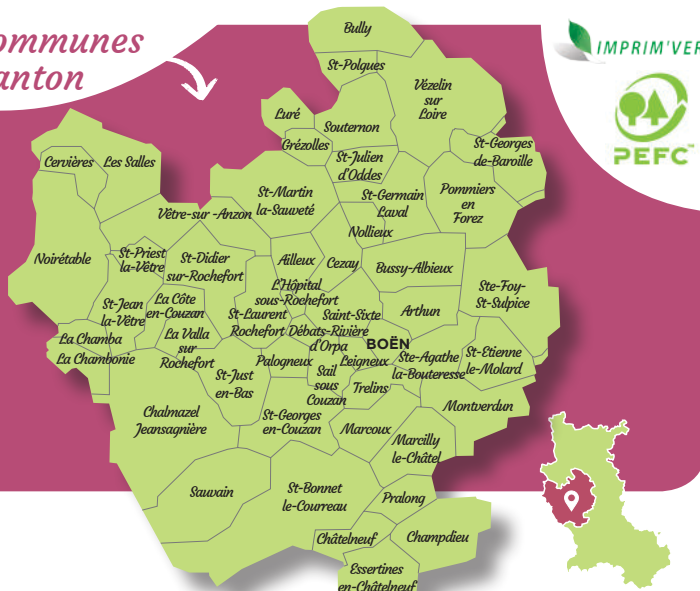 ommunes
anton
IMPRIM'VER
PEFC™
Bully
St-Polgues
Vézelin
sur
Loire
Luré
Souternon
Grézolles
St-Georges
de-Baroille
St-Julien
d'Oddes
Cervières
Les Salles
St-Martin
la-Sauveté
St-Germain
Laval
Pommiers
en
Forez
Vêtre-sur-Anzon
Nollieux
Noirétable
St-Priest
la-Vêtre
St-Didier
sur-Rochefort
Ailleux
Cezay
Bussy-Albieux
Ste-Foy-
St-Sulpice
L'Hôpital
sous-Rochefort
St-Jean
la-Vêtre
La Côte
en-Couzan
St-Laurent
Rochefort
Saint-Sixte
Arthun
La Chamba
La Chambonie
La Valla
sur
Rochefort
Débats-Rivière
d'Orpa
BOËN
Palogneux
Leigneux
Ste-Agathe
la-Bouteresse
St-Etienne
le-Molard
St-Just
en-Bas
Sail
sous
Couzan
Trelins
Montverdun
Chalmazel
Jeansagnière
St-Georges
en-Couzan
Marcoux
Marcilly
le-Châtel
Sauvain
St-Bonnet
le-Courreau
Pralong
Châtelneuf
Champdieu
Essertines
en-Châtelneuf